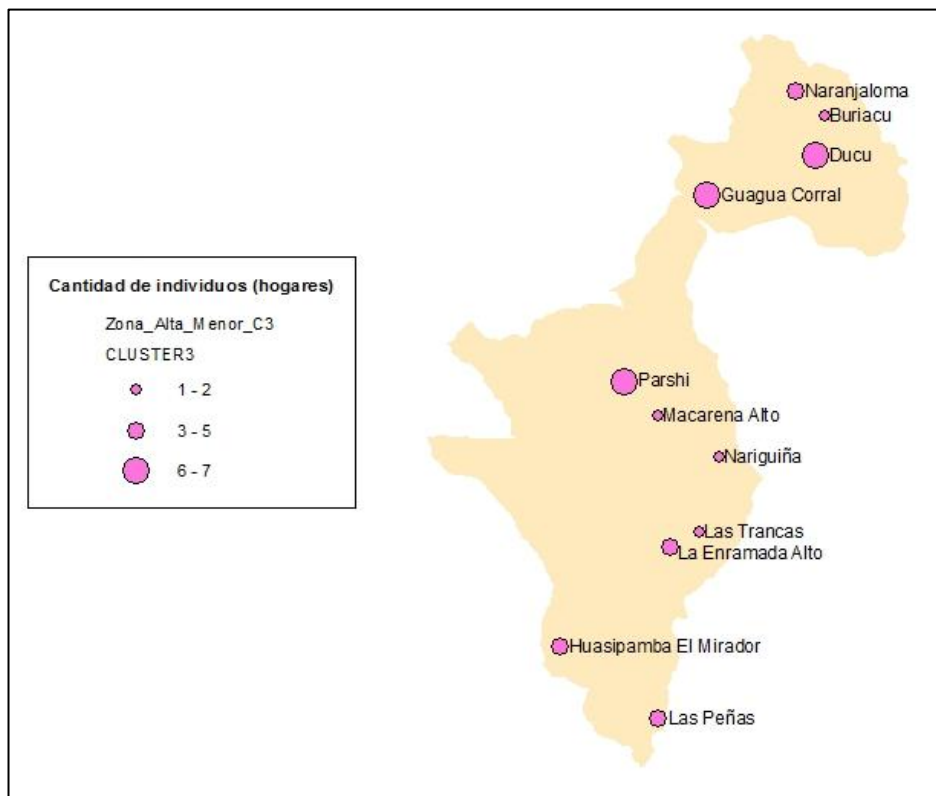 Naranjaloma
Buriacu
Ducu
Guagua Corral
Cantidad de individuos (hogares)
Zona_Alta_Menor_C3
CLUSTER3
1 - 2
3 - 5
6 - 7
Parshi
Macarena Alto
Nariguiña
Las Trancas
La Enramada Alto
Huasipamba El Mirador
Las Peñas